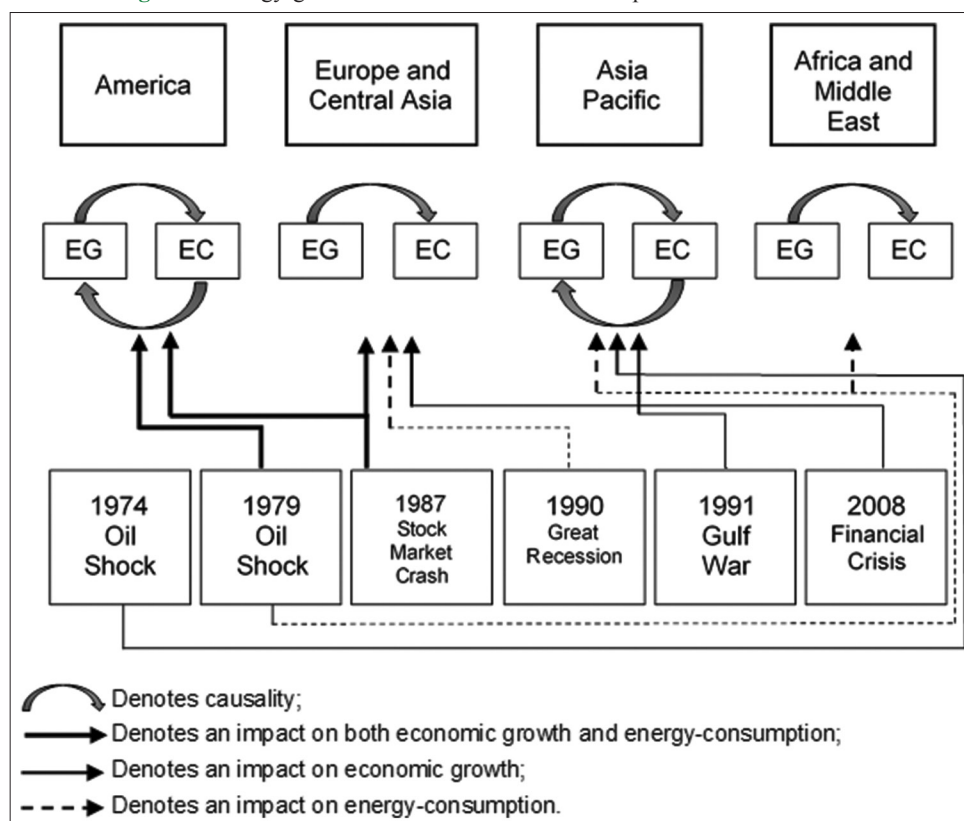 America
Europe and
Central Asia
Asia
Pacific
Africa and
Middle
East
EG
EC
EG
EC
EG
EC
EG
EC
1974
Oil
Shock
1979
Oil
Shock
1987
Stock
Market
Crash
1990
Great
Recession
1991
Gulf
War
2008
Financial
Crisis
Denotes causality;
Denotes an impact on both economic growth and energy-consumption;
Denotes an impact on economic growth;
Denotes an impact on energy-consumption.